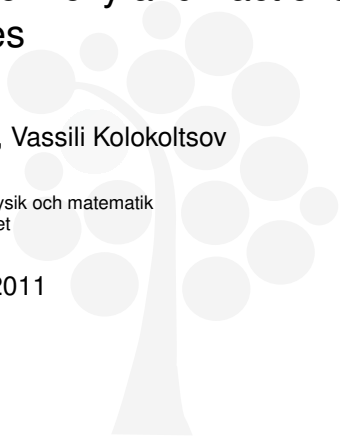 es
, Vassili Kolokoltsov
ysik och matematik
et
2011